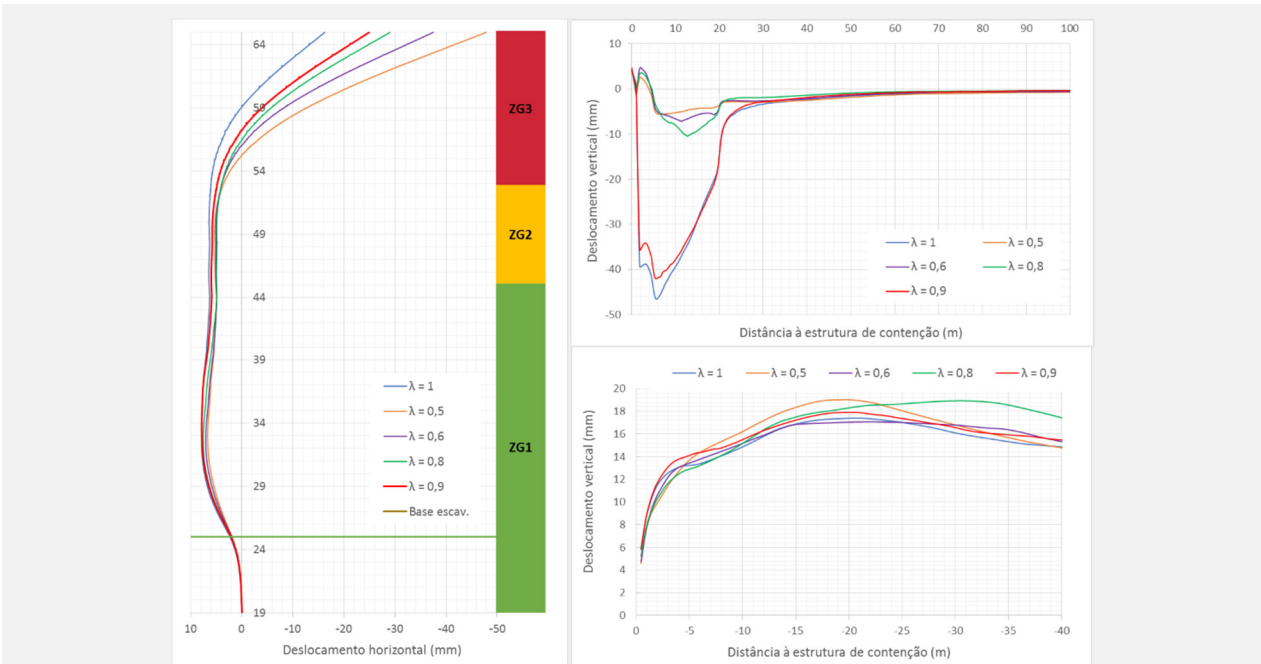 64
59
54
49
44
39
34
29
24
19
ZG3
ZG2
ZG1
λ = 1
λ = 0,5
λ = 0,6
λ = 0,8
λ = 0,9
Base escav.
10 0 -10 -20 -30 -40 -50
Deslocamento horizontal (mm)
0 10 20 30 40 50 60 70 80 90 100
10
0
-10
-20
-30
-40
-50
Deslocamento vertical (mm)
λ = 1 λ = 0,5
λ = 0,6 λ = 0,8
λ = 0,9
Distância à estrutura de contenção (m)
λ = 1 λ = 0,5 λ = 0,6 λ = 0,8 λ = 0,9
20
18
16
14
12
10
8
6
4
2
0
Deslocamento vertical (mm)
0 -5 -10 -15 -20 -25 -30 -35 -40
Distância à estrutura de contenção (m)